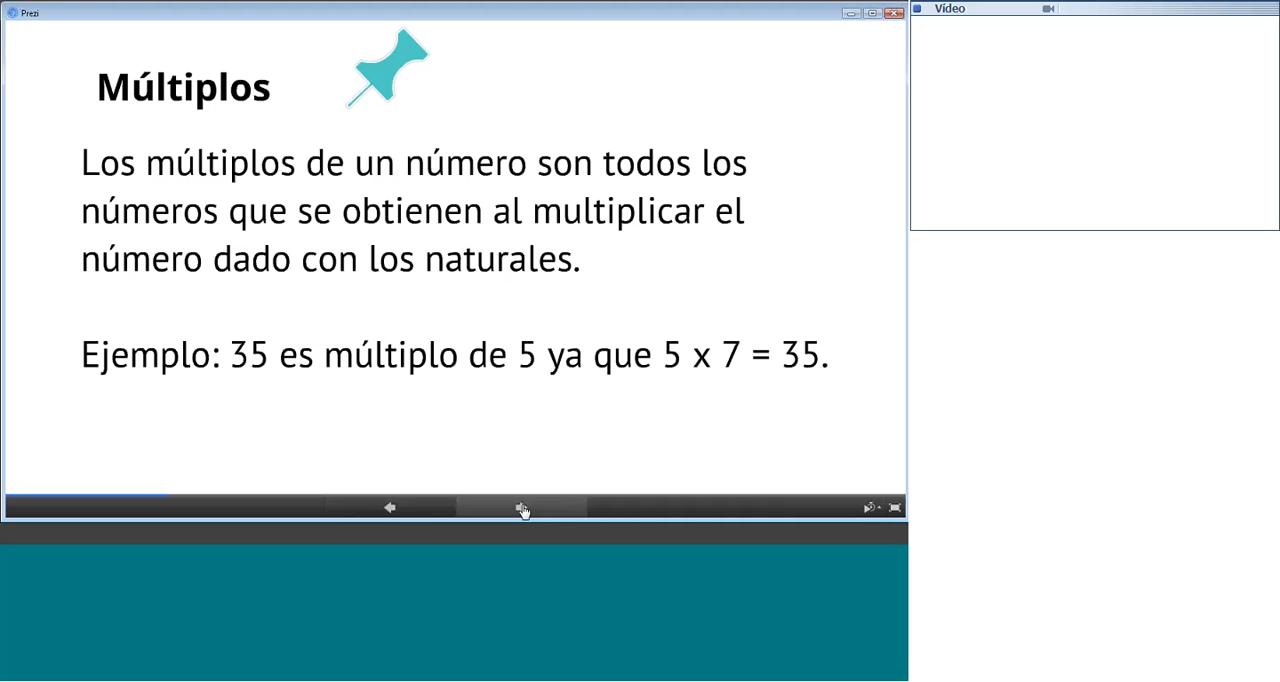 Prezi
Vídeo
Múltiplos
Los múltiplos de un número son todos los
números que se obtienen al multiplicar el
número dado con los naturales.
Ejemplo: 35 es múltiplo de 5 ya que 5 x 7 = 35.